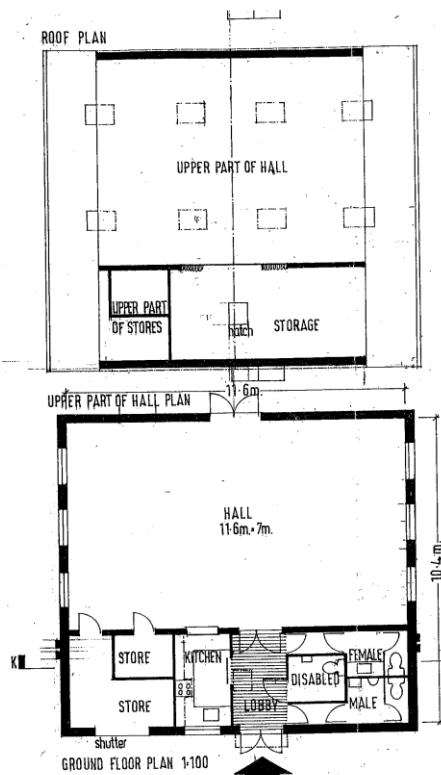 ROOF PLAN
UPPER PART OF HALL
UPPER PART
OF STORES
hatch
STORAGE
11.6m.
UPPER PART OF HALL PLAN
HALL
11.6m. × 7m.
10.4m.
STORE
KITCHEN
FEMALE
DISABLED
STORE
LOBBY
MALE
K
shutter
GROUND FLOOR PLAN 1:100